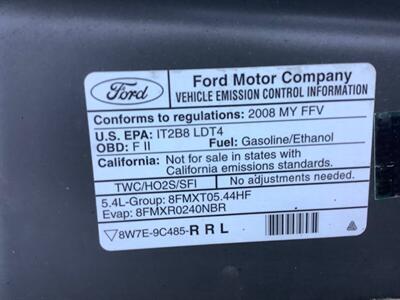 Ford
Ford Motor Company
VEHICLE EMISSION CONTROL INFORMATION
Conforms to regulations: 2008 MY FFV
U.S. EPA: IT2B8 LDT4
OBD: F II Fuel: Gasoline/Ethanol
California: Not for sale in states with
California emissions standards.
TWC/HO2S/SFI No adjustments needed.
5.4L-Group: 8FMXT05.44HF
Evap: 8FMXR0240NBR
8W7E-9C485-RRL